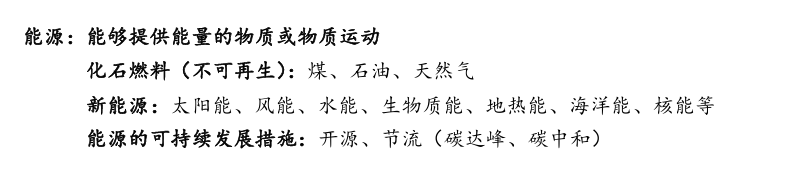 能源：能够提供能量的物质或物质运动
化石燃料（不可再生）：煤、石油、天然气
新能源：太阳能、风能、水能、生物质能、地热能、海洋能、核能等
能源的可持续发展措施：开源、节流（碳达峰、碳中和）